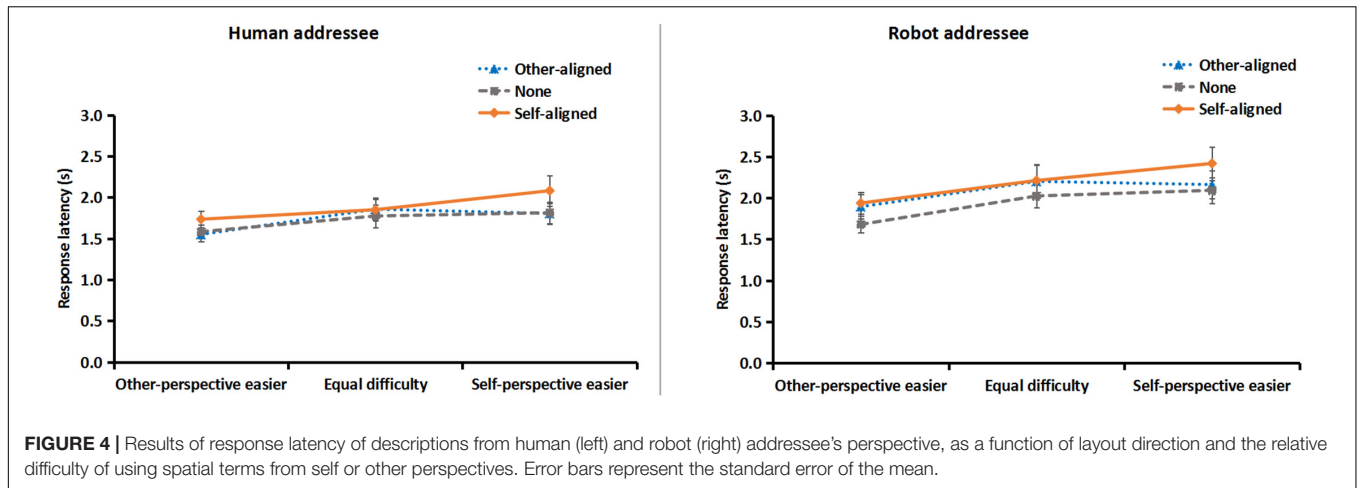 Human addressee
Other-aligned
None
Self-aligned
3.0
2.5
2.0
1.5
1.0
0.5
0.0
Response latency (s)
Other-perspective easier
Equal difficulty
Self-perspective easier
Robot addressee
Other-aligned
None
Self-aligned
3.0
2.5
2.0
1.5
1.0
0.5
0.0
Response latency (s)
Other-perspective easier
Equal difficulty
Self-perspective easier
FIGURE 4 | Results of response latency of descriptions from human (left) and robot (right) addressee's perspective, as a function of layout direction and the relative
difficulty of using spatial terms from self or other perspectives. Error bars represent the standard error of the mean.